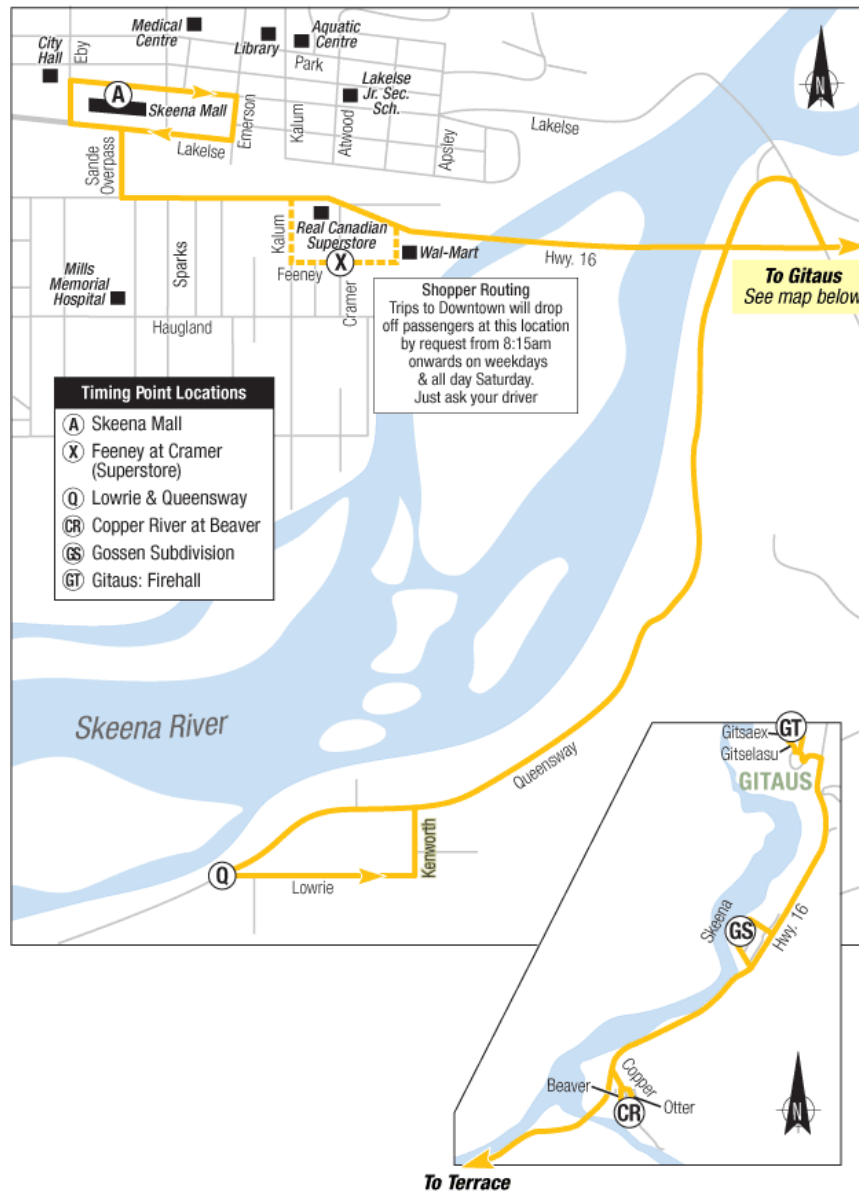 Medical
Centre
City
Hall
Eby
Library
Aquatic
Centre
Park
A
Skeena Mall
Emerson
Kalum
Lakelse
Jr. Sec.
Sch.
Atwood
Apsley
Lakelse
N
Lakelse
Sande
Overpass
Kalum
Real Canadian
Superstore
Wal-Mart
Hwy. 16
Feeney
X
Cramer
Sparks
Mills
Memorial
Hospital
Haugland
To Gitaus
See map below
Shopper Routing
Trips to Downtown will drop
off passengers at this location
by request from 8:15am
onwards on weekdays
& all day Saturday.
Just ask your driver
Timing Point Locations
A Skeena Mall
X Feeney at Cramer
(Superstore)
Q Lowrie & Queensway
CR Copper River at Beaver
GS Gossen Subdivision
GT Gitaus: Firehall
Skeena River
Queensway
Kenworth
Q
Lowrie
Gitsaex
GT
Gitselasu
GITAUS
Skeena
GS
Hwy. 16
Copper
Beaver
Otter
CR
N
To Terrace